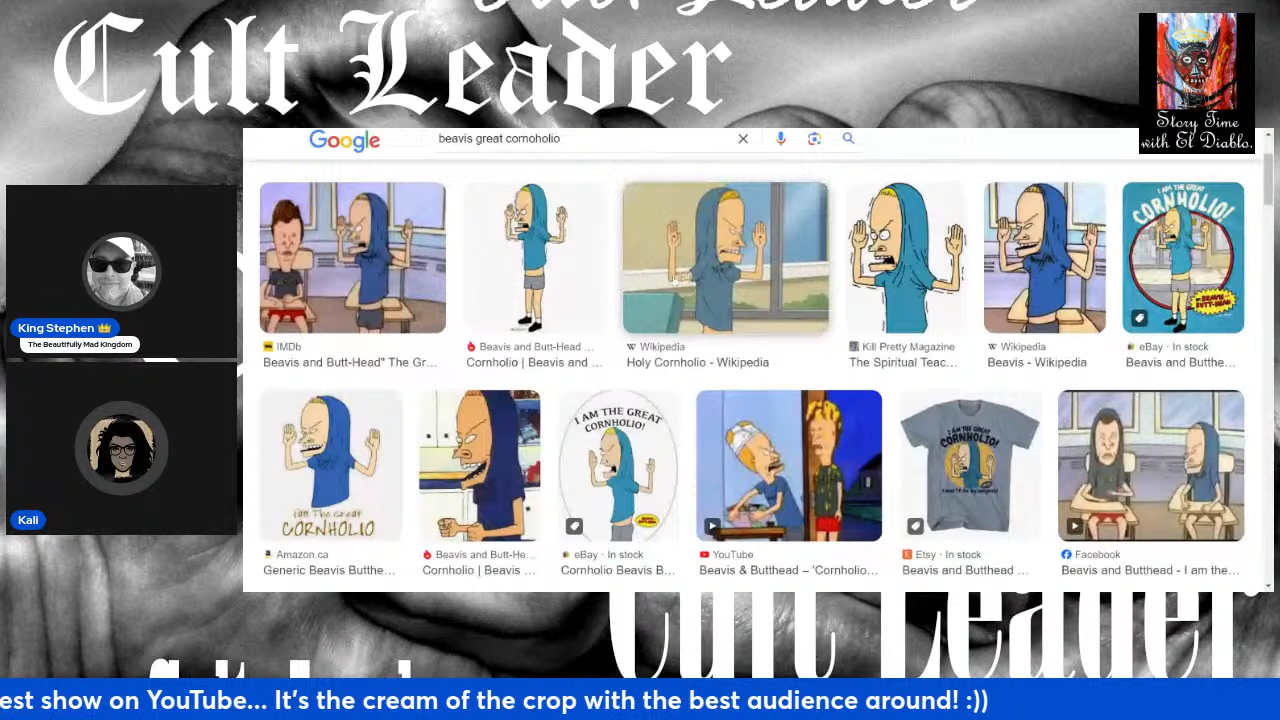 Cult Leader
Cult Leader
Story Time
with El Diablo.
Google
beavis great cornoholio
I AM THE GREAT
CORNHOLIO!
BEAVIS BUTT-HEAD
IMDb
Beavis and Butt-Head" The Gr...
Beavis and Butt-Head ...
Cornholio | Beavis and ...
Wikipedia
Holy Cornholio - Wikipedia
Kill Pretty Magazine
The Spiritual Teac...
Wikipedia
Beavis - Wikipedia
eBay · In stock
Beavis and Butthe...
King Stephen
The Beautifully Mad Kingdom
i am The Great
CORNHOLIO
I AM THE GREAT
CORNHOLIO!
I AM THE GREAT
CORNHOLIO!
Amazon.ca
Generic Beavis Butthe...
Beavis and Butt-He...
Cornholio | Beavis ...
eBay · In stock
Cornholio Beavis B...
YouTube
Beavis & Butthead – 'Cornholio...
Etsy · In stock
Beavis and Butthead ...
Facebook
Beavis and Butthead - I am the...
Kali
Cult Leader
est show on YouTube... It's the cream of the crop with the best audience around! :))